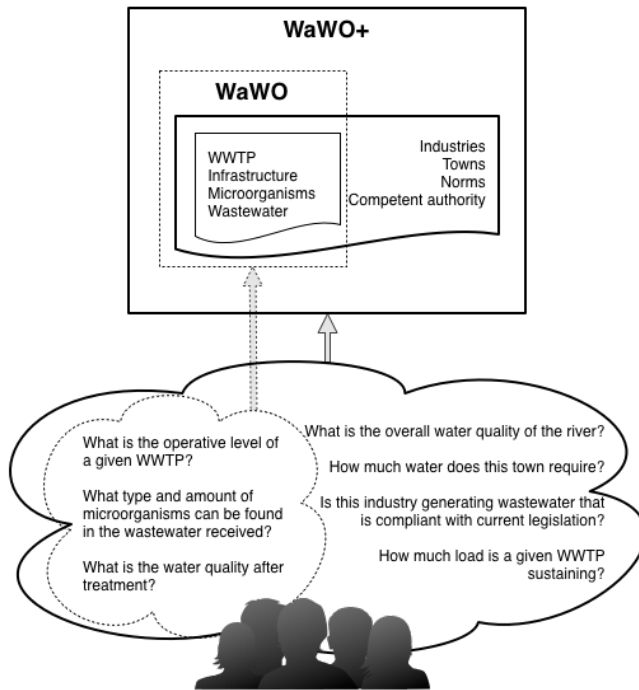 WaWO+
WaWO
WWTP
Infrastructure
Microorganisms
Wastewater
Industries
Towns
Norms
Competent authority
What is the operative level of
a given WWTP?
What type and amount of
microorganisms can be found
in the wastewater received?
What is the water quality after
treatment?
What is the overall water quality of the river?
How much water does this town require?
Is this industry generating wastewater that
is compliant with current legislation?
How much load is a given WWTP
sustaining?